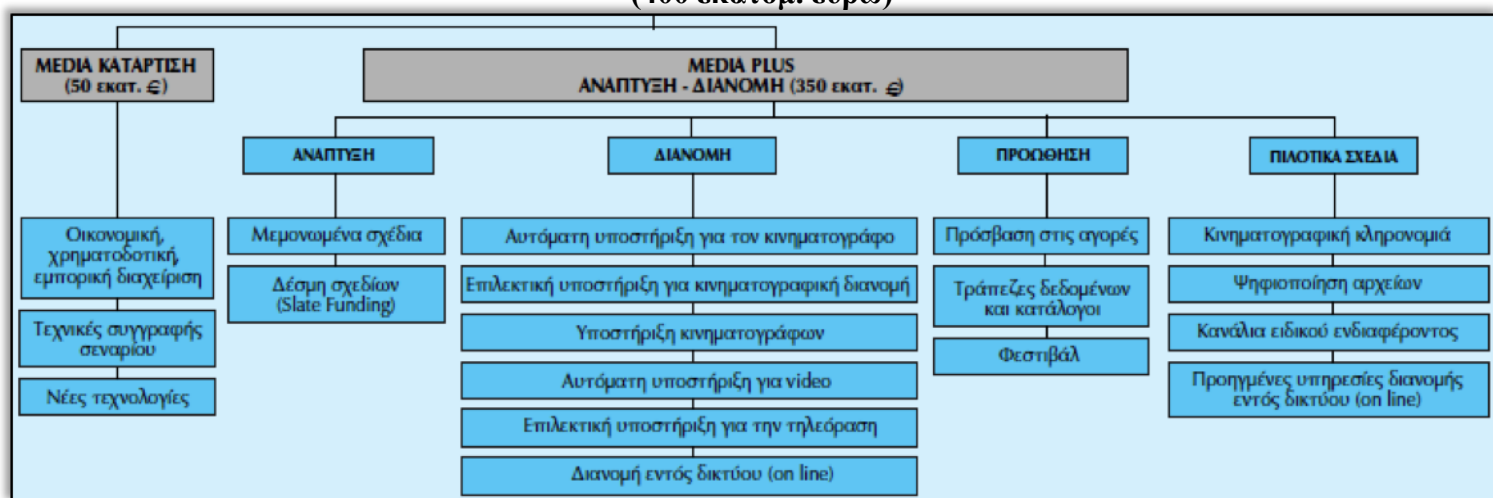 (400 εκατομ. ευρώ)
MEDIA ΚΑΤΑΡΤΙΣΗ
(50 εκατ. €)
MEDIA PLUS
ΑΝΑΠΤΥΞΗ - ΔΙΑΝΟΜΗ (350 εκατ. €)
ΑΝΑΠΤΥΞΗ
ΔΙΑΝΟΜΗ
ΠΡΟΩΘΗΣΗ
ΠΙΛΟΤΙΚΑ ΣΧΕΔΙΑ
Οικονομική,
χρηματοδοτική,
εμπορική διαχείριση
Τεχνικές συγγραφής
σεναρίου
Νέες τεχνολογίες
Μεμονωμένα σχέδια
Δέσμη σχεδίων
(Slate Funding)
Αυτόματη υποστήριξη για τον κινηματογράφο
Επιλεκτική υποστήριξη για κινηματογραφική διανομή
Υποστήριξη κινηματογράφων
Αυτόματη υποστήριξη για video
Επιλεκτική υποστήριξη για την τηλεόραση
Διανομή εντός δικτύου (on line)
Πρόσβαση στις αγορές
Τράπεζες δεδομένων
και κατάλογοι
Φεστιβάλ
Κινηματογραφική κληρονομιά
Ψηφιοποίηση αρχείων
Κανάλια ειδικού ενδιαφέροντος
Προηγμένες υπηρεσίες διανομής
εντός δικτύου (on line)